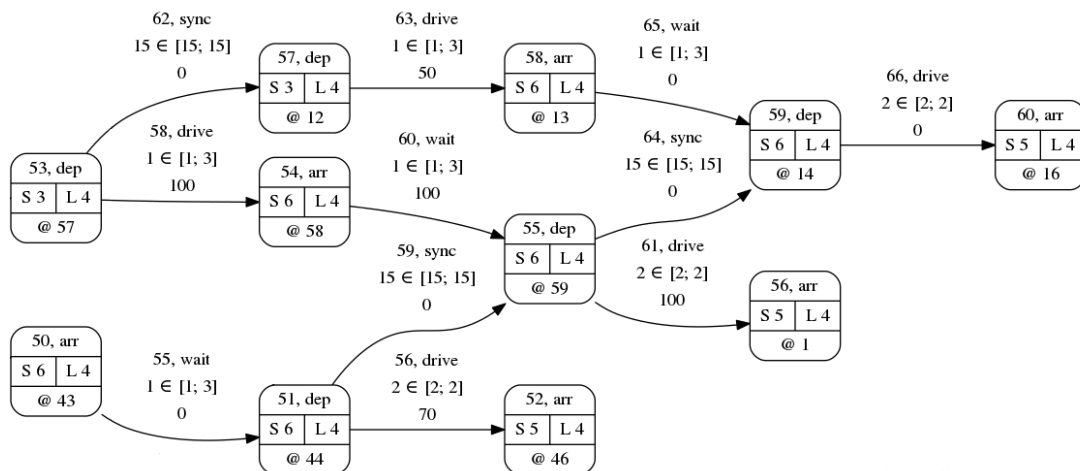 62, sync
15 ∈ [15; 15]
0
63, drive
1 ∈ [1; 3]
50
65, wait
1 ∈ [1; 3]
0
57, dep
S 3 L 4
@ 12
58, arr
S 6 L 4
@ 13
66, drive
2 ∈ [2; 2]
0
59, dep
S 6 L 4
@ 14
60, arr
S 5 L 4
@ 16
58, drive
1 ∈ [1; 3]
100
60, wait
1 ∈ [1; 3]
100
64, sync
15 ∈ [15; 15]
0
53, dep
S 3 L 4
@ 57
54, arr
S 6 L 4
@ 58
55, dep
S 6 L 4
@ 59
59, sync
15 ∈ [15; 15]
0
61, drive
2 ∈ [2; 2]
100
56, arr
S 5 L 4
@ 1
50, arr
S 6 L 4
@ 43
55, wait
1 ∈ [1; 3]
0
56, drive
2 ∈ [2; 2]
70
51, dep
S 6 L 4
@ 44
52, arr
S 5 L 4
@ 46